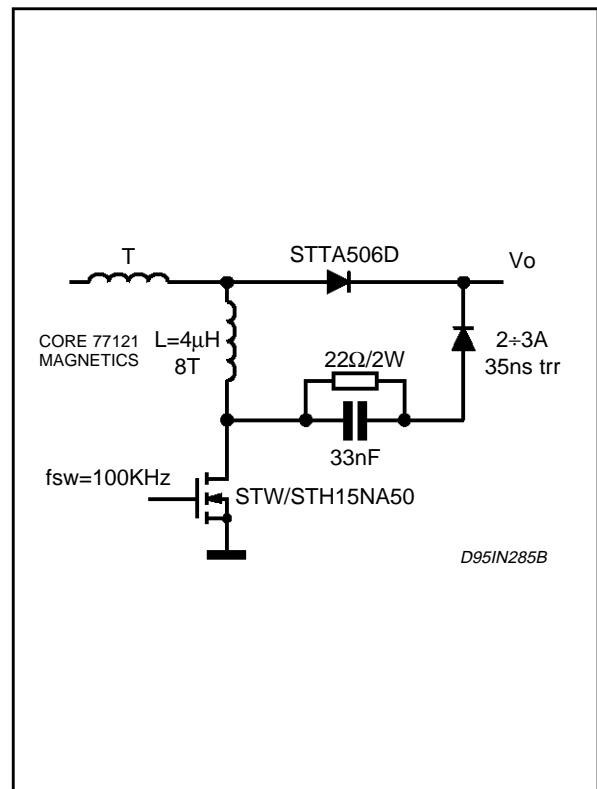 T
STTA506D
Vo
CORE 77121
MAGNETICS
L=4µH
8T
22Ω/2W
2÷3A
35ns trr
33nF
fsw=100KHz
STW/STH15NA50
D95IN285B